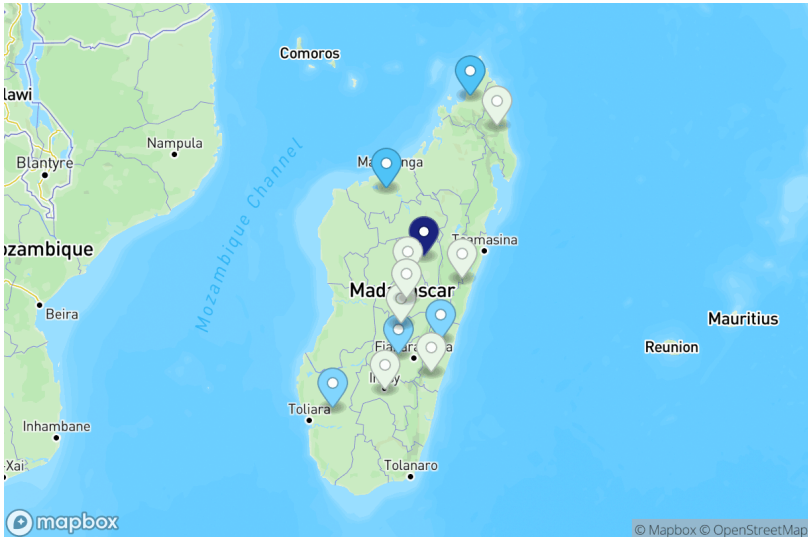 Comoros
lawi
Nampula
Blantyre
Mozambique Channel
ozambique
Toamasina
Madagascar
Beira
Mauritius
Reunion
Toliara
Inhambane
-Xai
Tolanaro
mapbox
© Mapbox © OpenStreetMap